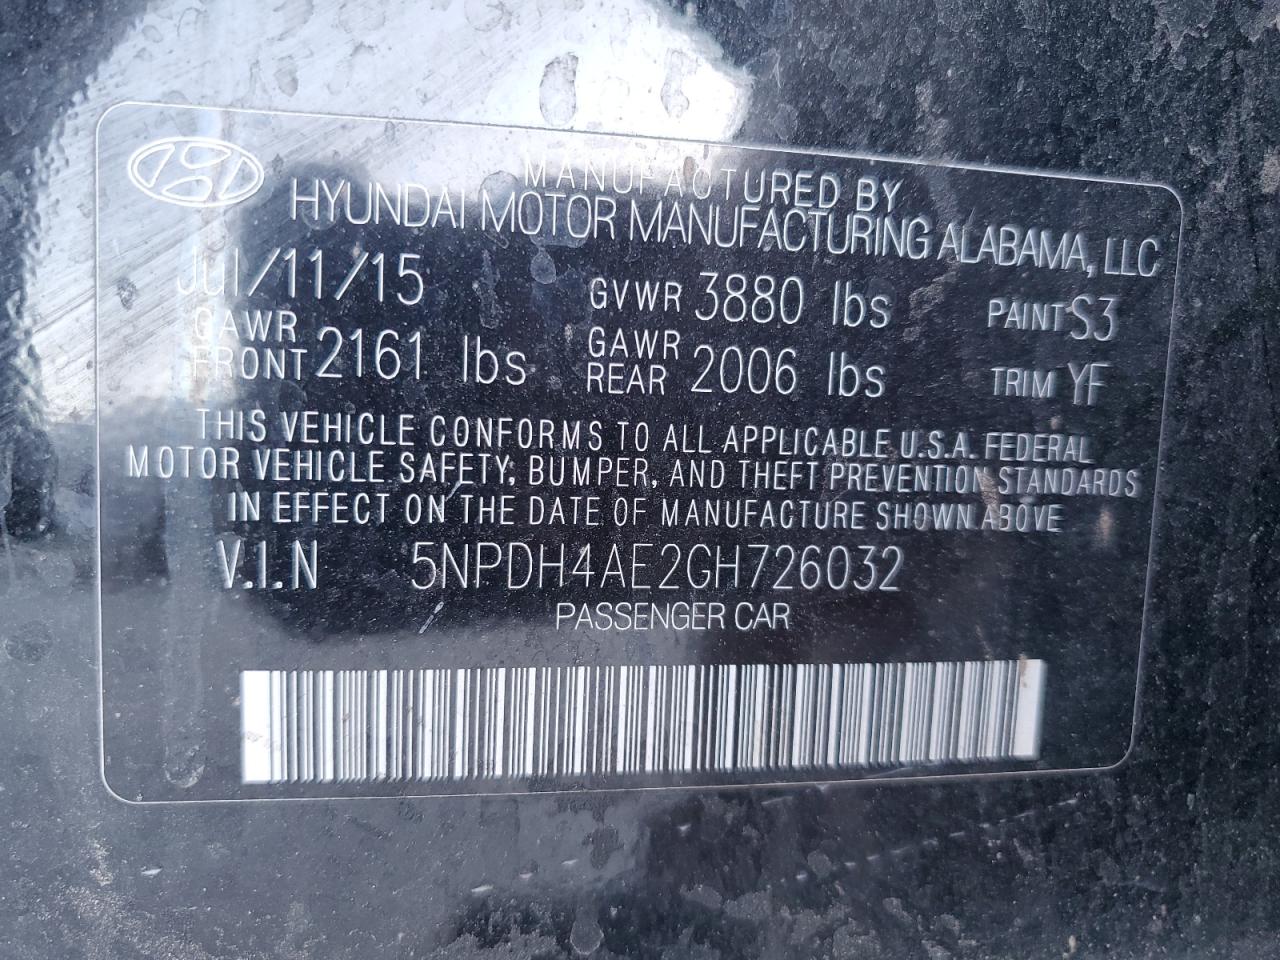 MANUFACTURED BY
HYUNDAI MOTOR MANUFACTURING ALABAMA, LLC
Jul/11/15 GVWR 3880 lbs PAINT S3
GAWR FRONT 2161 lbs GAWR REAR 2006 lbs TRIM YF
THIS VEHICLE CONFORMS TO ALL APPLICABLE U.S.A. FEDERAL
MOTOR VEHICLE SAFETY, BUMPER, AND THEFT PREVENTION STANDARDS
IN EFFECT ON THE DATE OF MANUFACTURE SHOWN ABOVE
V.I.N 5NPDH4AE2GH726032
PASSENGER CAR